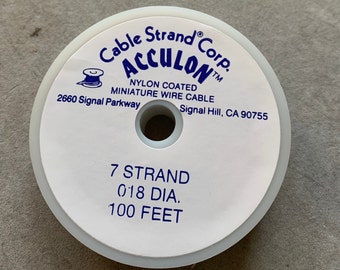 Cable Strand® Corp.
ACCULON™
NYLON COATED
MINIATURE WIRE CABLE
2660 Signal Parkway Signal Hill, CA 90755
7 STRAND
018 DIA.
100 FEET